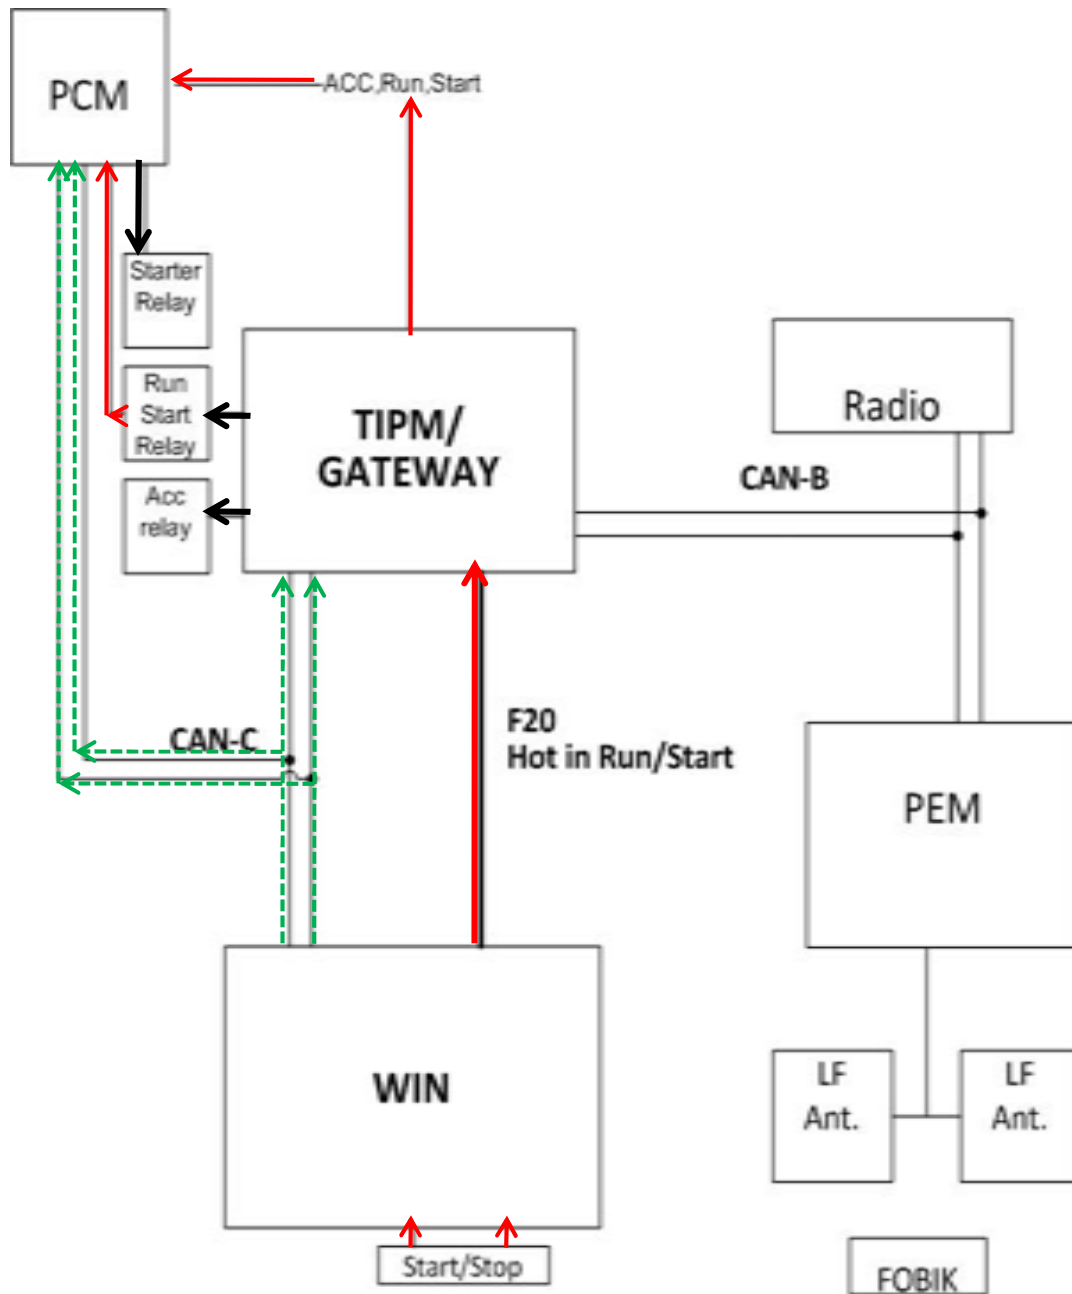 PCM
ACC,Run,Start
Starter
Relay
Run
Start
Relay
Acc
relay
TIPM/
GATEWAY
Radio
CAN-B
CAN-C
F20
Hot in Run/Start
PEM
WIN
LF
Ant.
LF
Ant.
Start/Stop
FOBIK